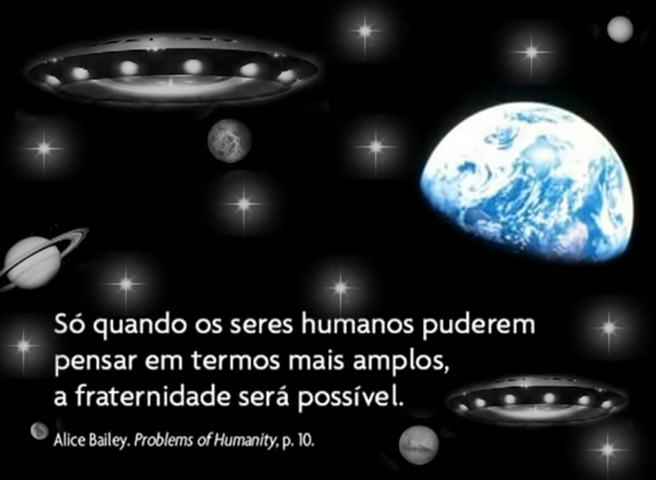 Só quando os seres humanos puderem
pensar em termos mais amplos,
a fraternidade será possível.
Alice Bailey. Problems of Humanity, p. 10.